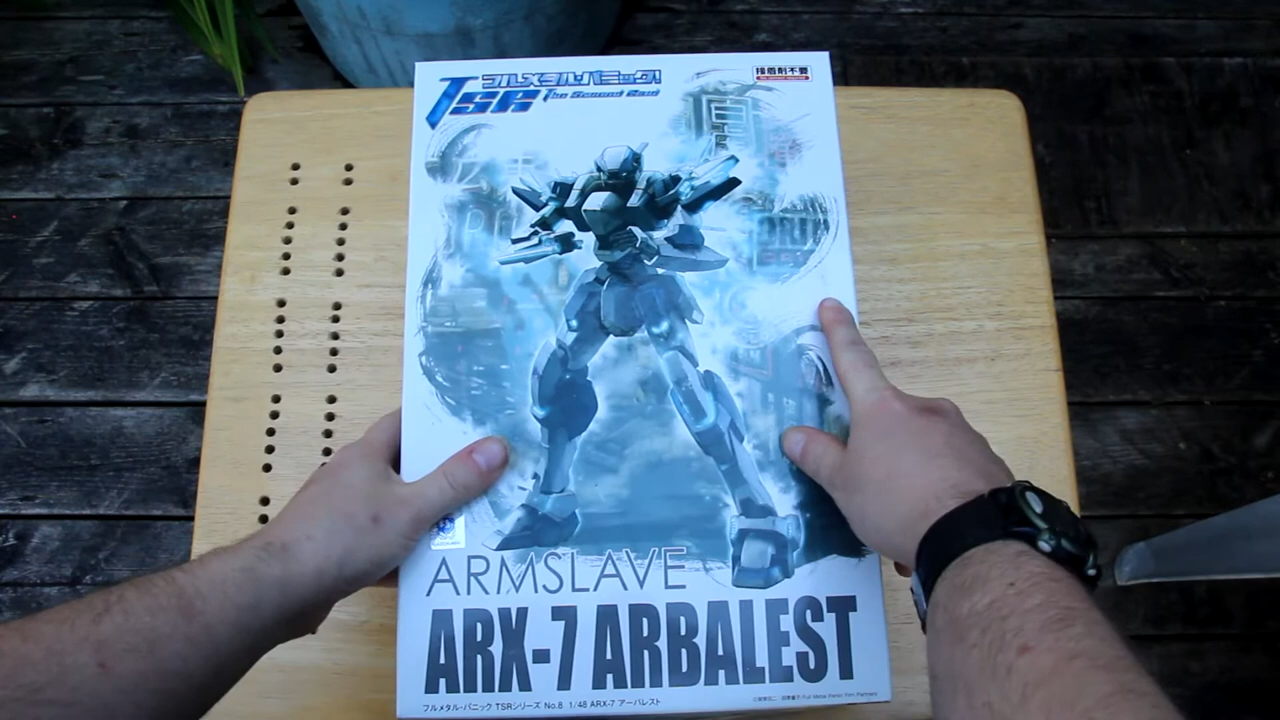 フルメタル・パニック!
TSR The Second Raid
接着剤不要
ARMSLAVE
ARX-7 ARBALEST
フルメタル・パニック TSRシリーズ No.8 1/48 ARX-7 アーバレスト